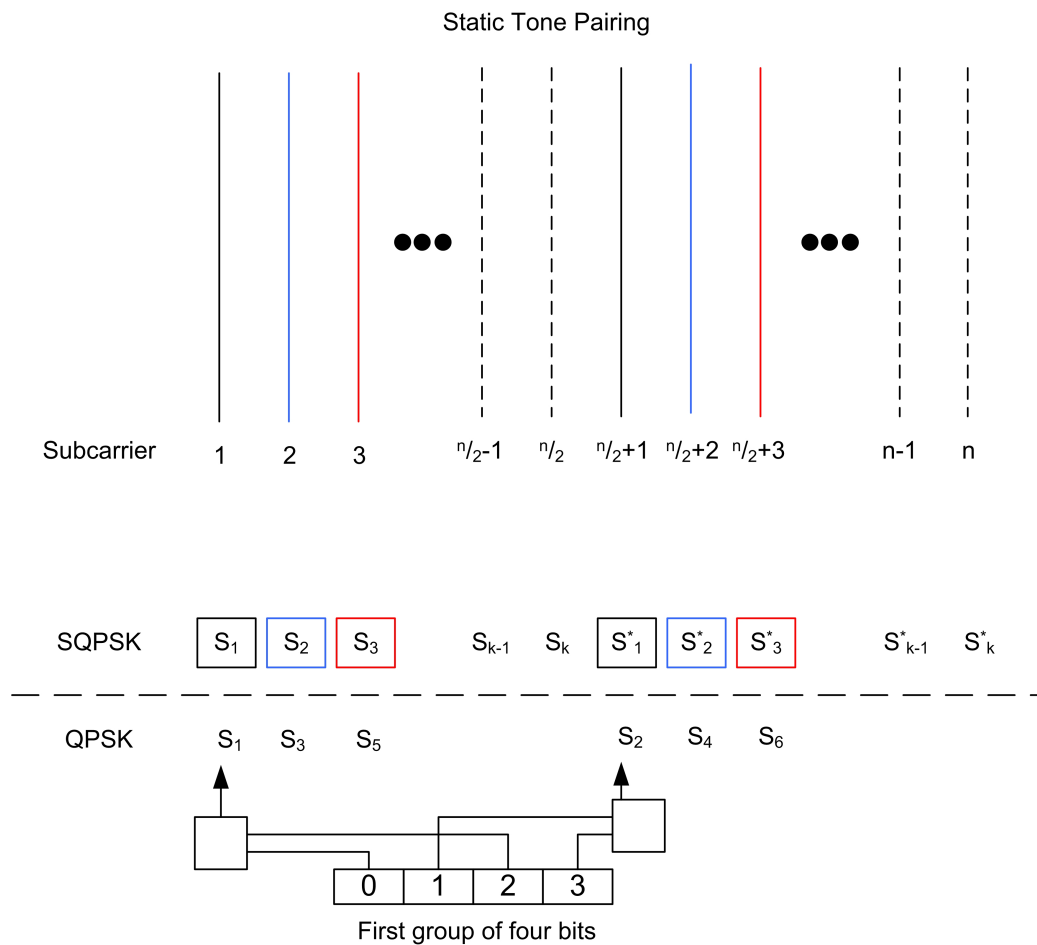 Static Tone Pairing
Subcarrier 1 2 3 n/2-1 n/2 n/2+1 n/2+2 n/2+3 n-1 n
SQPSK S1 S2 S3 Sk-1 Sk S*1 S*2 S*3 S*k-1 S*k
QPSK S1 S3 S5 S2 S4 S6
0 1 2 3
First group of four bits